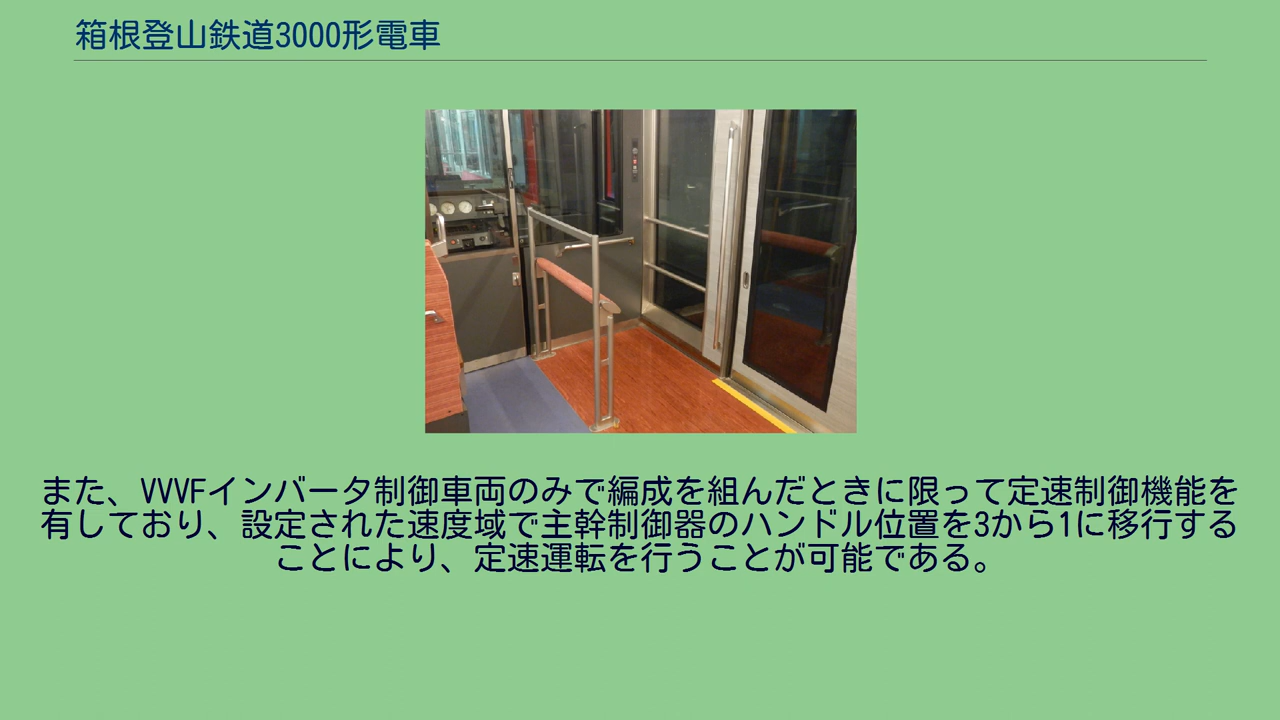 箱根登山鉄道3000形電車
また、VVVFインバータ制御車両のみで編成を組んだときに限って定速制御機能を
有しており、設定された速度域で主幹制御器のハンドル位置を3から1に移行する
ことにより、定速運転を行うことが可能である。